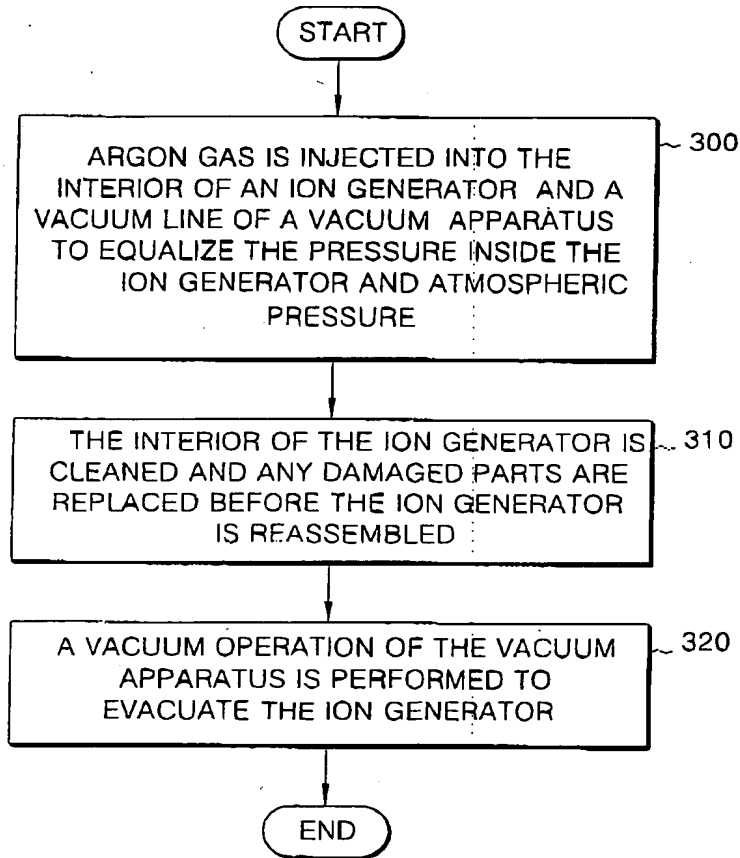 START
ARGON GAS IS INJECTED INTO THE
INTERIOR OF AN ION GENERATOR AND A
VACUUM LINE OF A VACUUM APPARATUS
TO EQUALIZE THE PRESSURE INSIDE THE
ION GENERATOR AND ATMOSPHERIC
PRESSURE
300
THE INTERIOR OF THE ION GENERATOR IS
CLEANED AND ANY DAMAGED PARTS ARE
REPLACED BEFORE THE ION GENERATOR
IS REASSEMBLED
310
A VACUUM OPERATION OF THE VACUUM
APPARATUS IS PERFORMED TO
EVACUATE THE ION GENERATOR
320
END